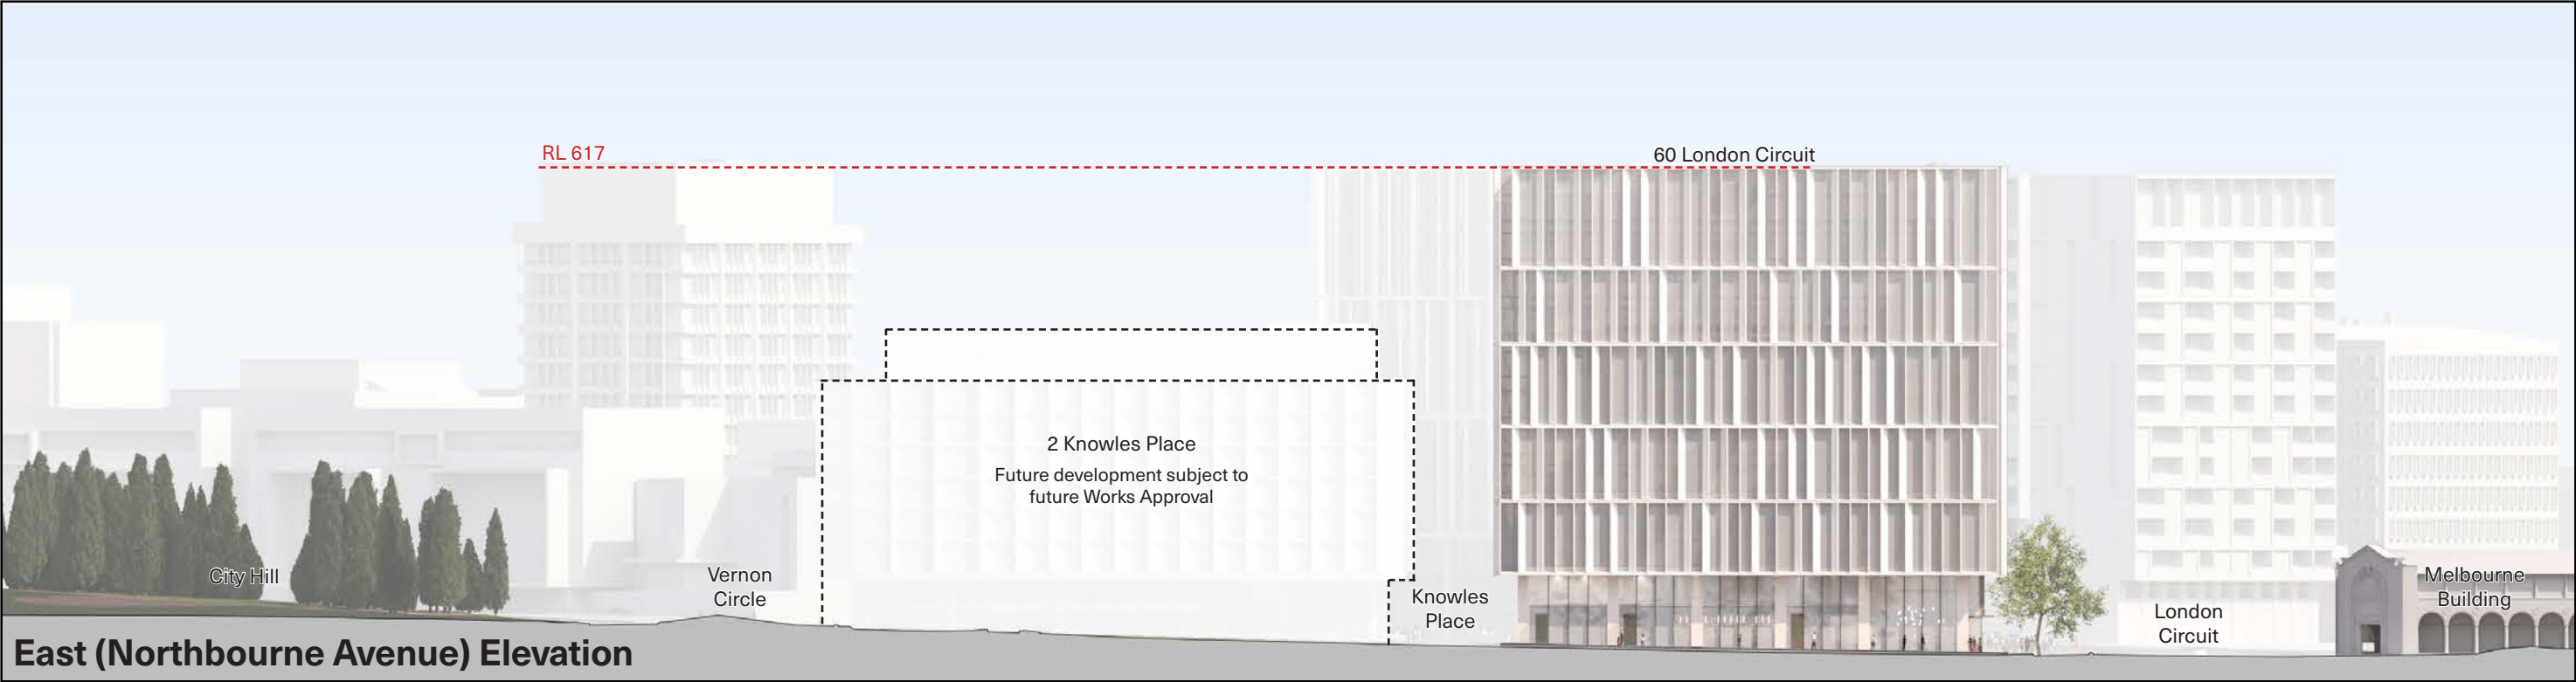 RL 617
60 London Circuit
2 Knowles Place
Future development subject to
future Works Approval
City Hill
Vernon
Circle
Knowles
Place
London
Circuit
Melbourne
Building
East (Northbourne Avenue) Elevation